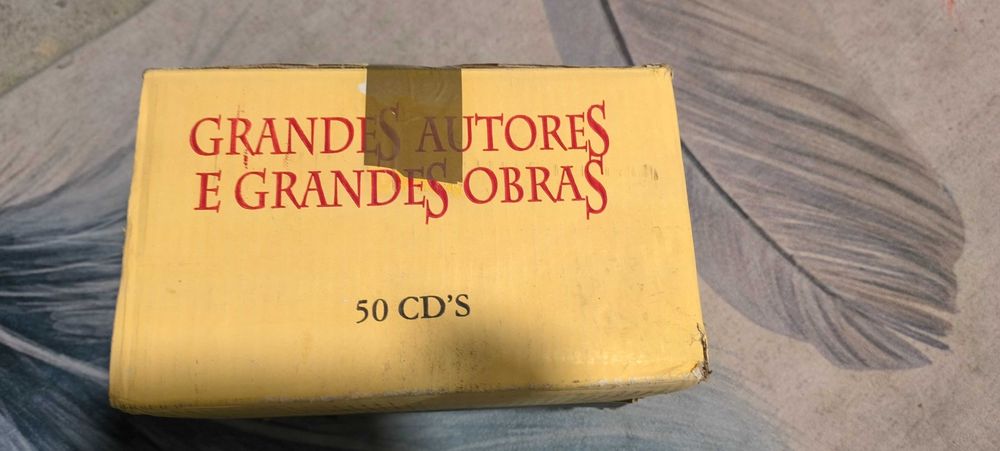 GRANDES AUTORES
E GRANDES OBRAS
50 CD'S